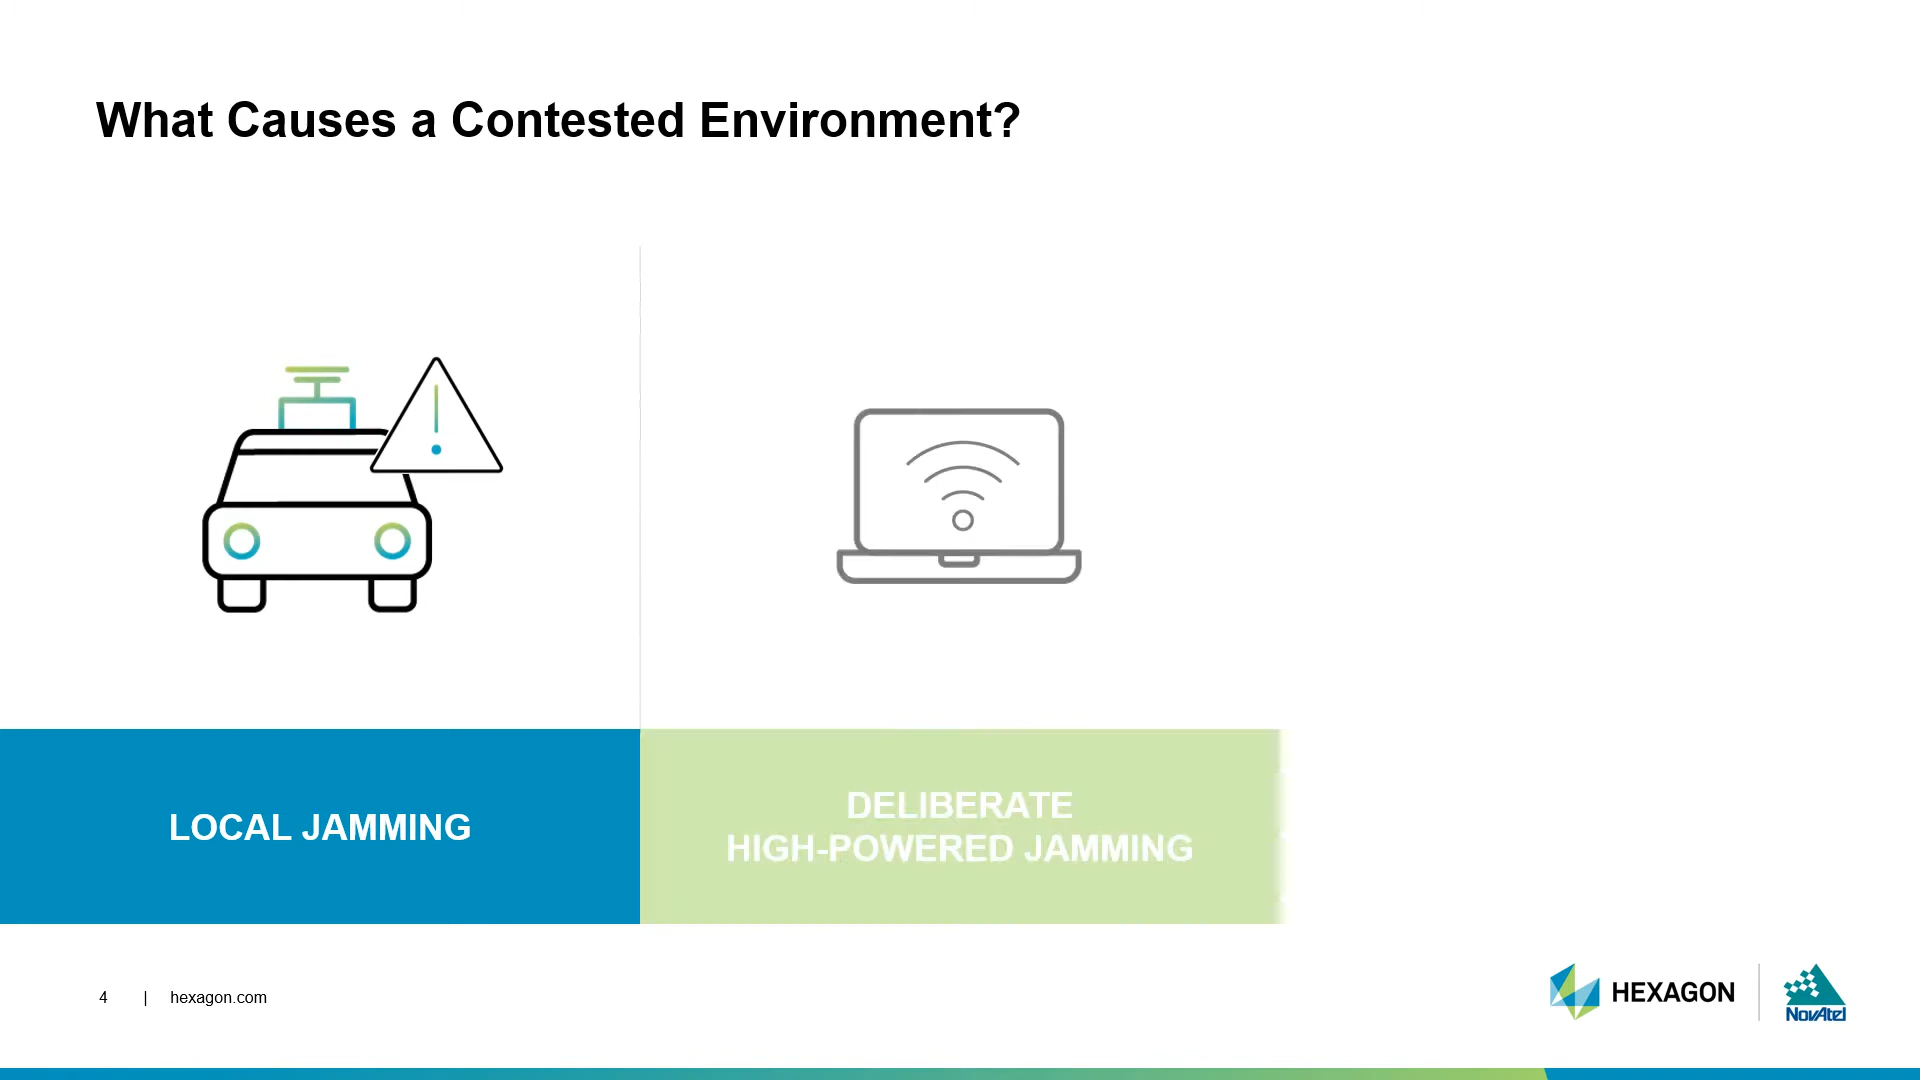 What Causes a Contested Environment?
LOCAL JAMMING
DELIBERATE
HIGH-POWERED JAMMING
4 | hexagon.com
HEXAGON
NovAtel